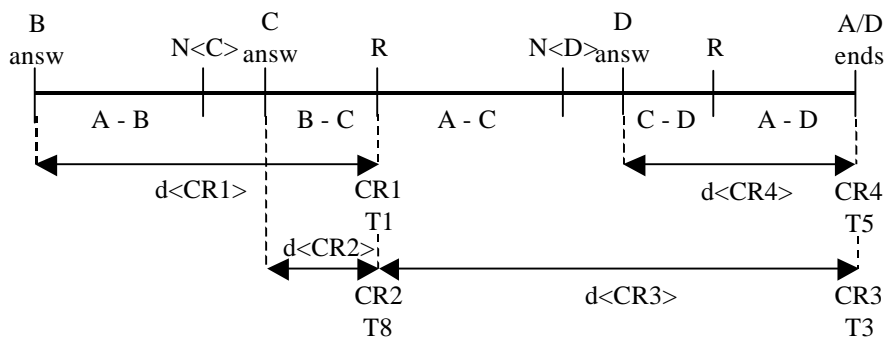 B
answ
N<C>
C
answ
R
N<D>
D
answ
R
A/D
ends
A - B
B - C
A - C
C - D
A - D
d<CR1>
CR1
T1
d<CR4>
CR4
T5
d<CR2>
CR2
T8
d<CR3>
CR3
T3